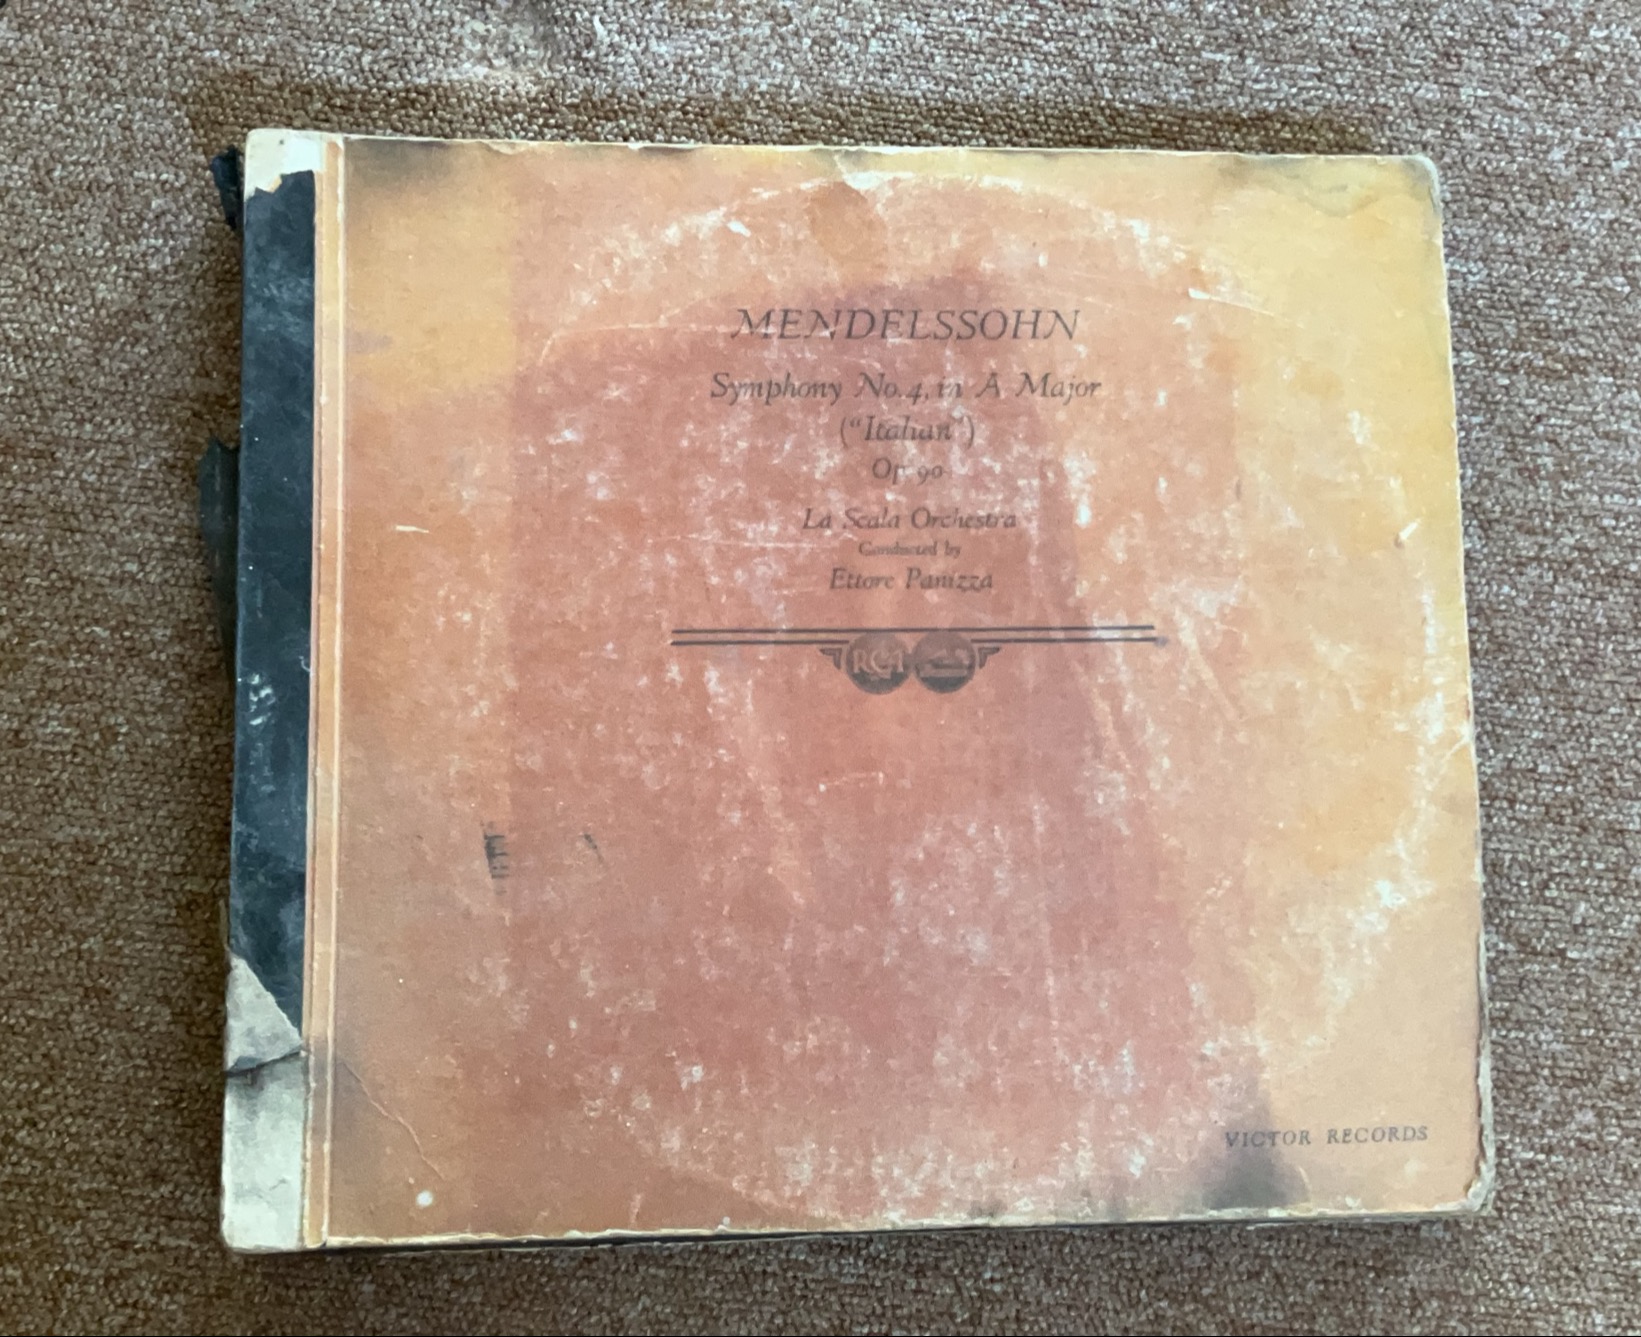 MENDELSSOHN
Symphony No. 4, in A Major
("Italian")
Op. 90
La Scala Orchestra
Conducted by
Ettore Panizza
RCA
VICTOR RECORDS